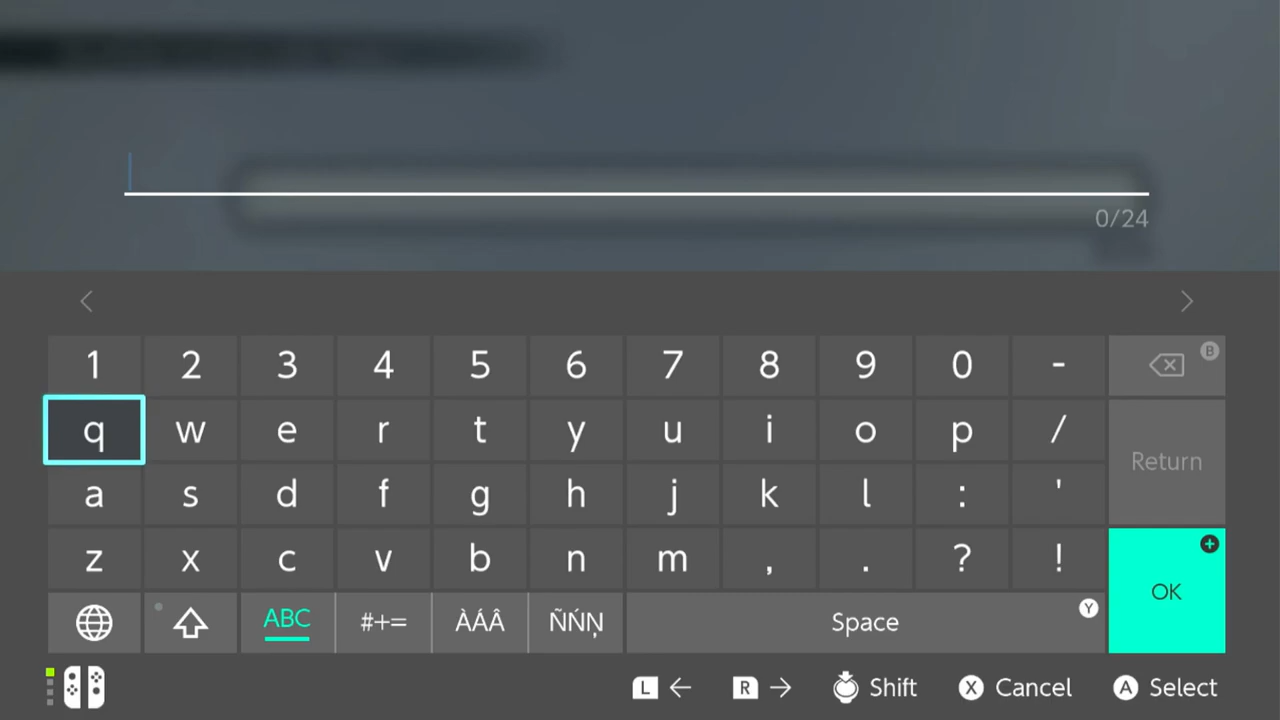 0/24
1 2 3 4 5 6 7 8 9 0 - B
q w e r t y u i o p /
Return
a s d f g h j k l : '
z x c v b n m , . ? ! +
OK
ABC #+= ÀÁÂ ÑŃŅ Space Y
L ← R → Shift X Cancel A Select